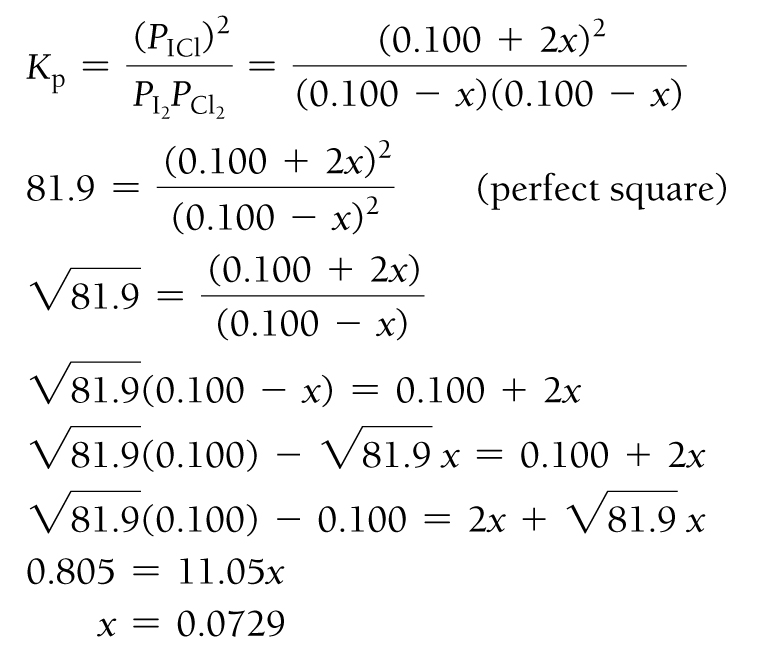 Kₚ = (P_ICl)² / P_I₂P_Cl₂ = (0.100 + 2x)² / (0.100 − x)(0.100 − x)
81.9 = (0.100 + 2x)² / (0.100 − x)² (perfect square)
√81.9 = (0.100 + 2x) / (0.100 − x)
√81.9(0.100 − x) = 0.100 + 2x
√81.9(0.100) − √81.9 x = 0.100 + 2x
√81.9(0.100) − 0.100 = 2x + √81.9 x
0.805 = 11.05x
x = 0.0729